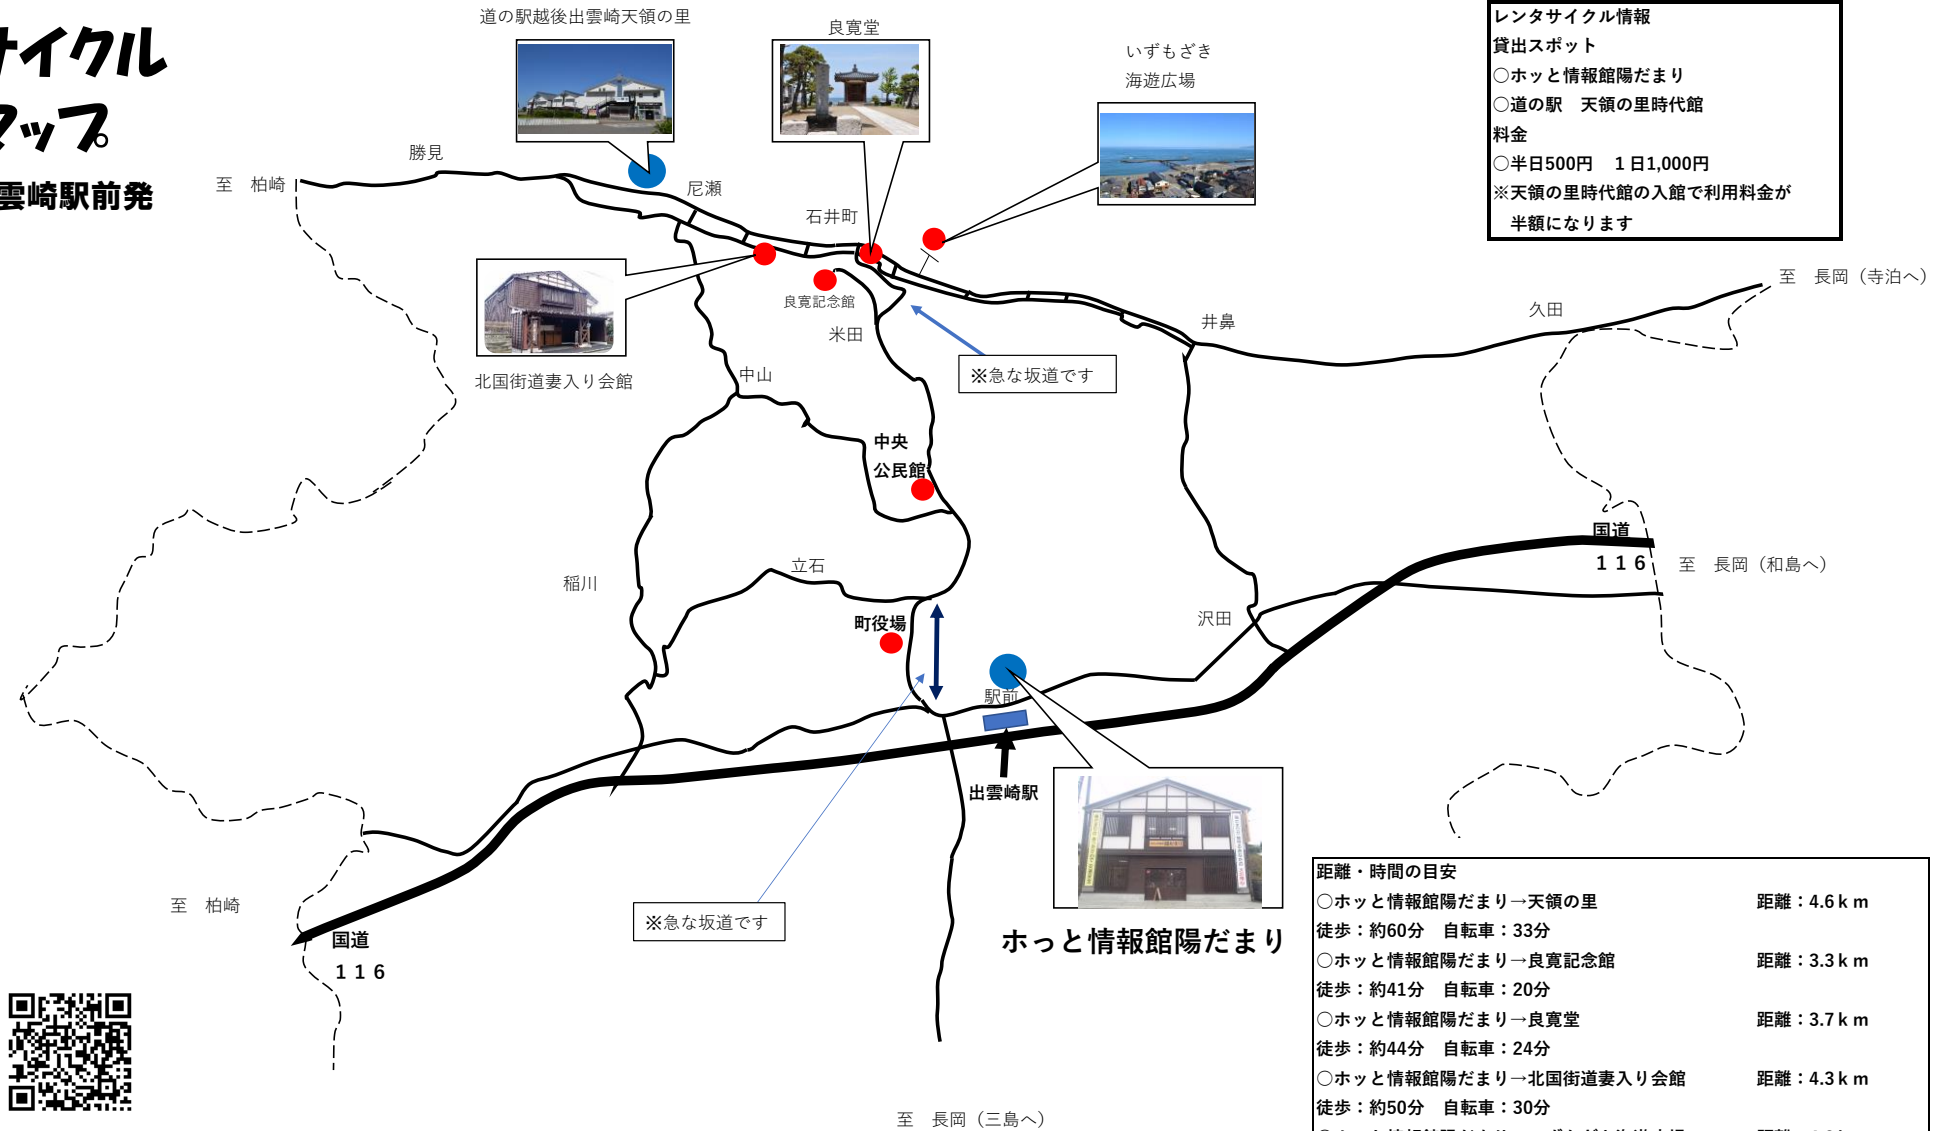 サイクル
マップ
雲崎駅前発
道の駅越後出雲崎天領の里
良寛堂
いずもざき
海遊広場
レンタサイクル情報
貸出スポット
○ホッと情報館陽だまり
○道の駅　天領の里時代館
料金
○半日500円　１日1,000円
※天領の里時代館の入館で利用料金が
半額になります
勝見
至　柏崎
尼瀬
石井町
良寛記念館
米田
井鼻
久田
至　長岡（寺泊へ）
※急な坂道です
北国街道妻入り会館
中山
中央
公民館
国道
１１６
至　長岡（和島へ）
稲川
立石
町役場
沢田
駅前
出雲崎駅
※急な坂道です
ホっと情報館陽だまり
至　柏崎
国道
１１６
至　長岡（三島へ）
距離・時間の目安
○ホッと情報館陽だまり→天領の里　距離：4.6ｋｍ
徒歩：約60分　自転車：33分
○ホッと情報館陽だまり→良寛記念館　距離：3.3ｋｍ
徒歩：約41分　自転車：20分
○ホッと情報館陽だまり→良寛堂　距離：3.7ｋｍ
徒歩：約44分　自転車：24分
○ホッと情報館陽だまり→北国街道妻入り会館　距離：4.3ｋｍ
徒歩：約50分　自転車：30分